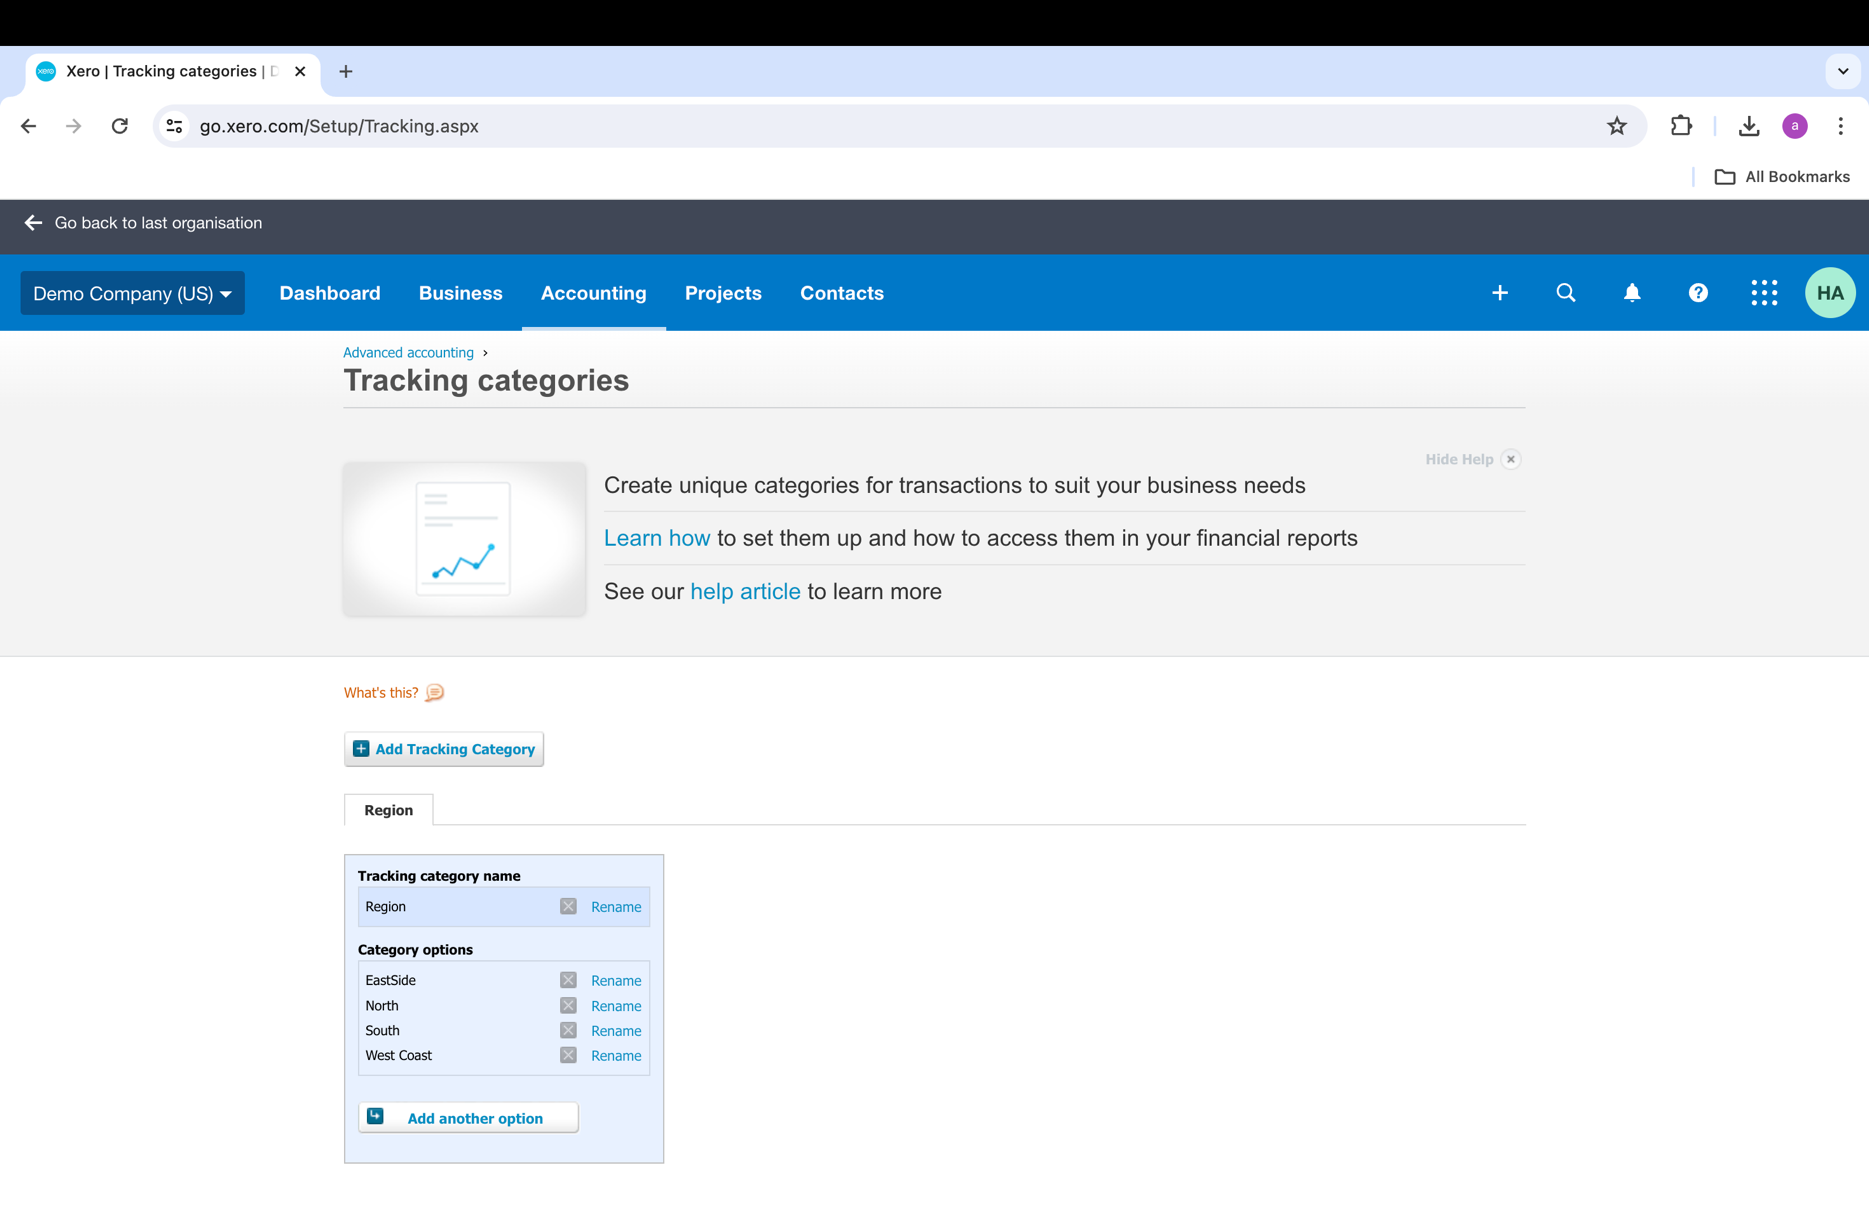 xero Xero | Tracking categories | D
go.xero.com/Setup/Tracking.aspx
a
All Bookmarks
Go back to last organisation
Demo Company (US) Dashboard Business Accounting Projects Contacts HA
Advanced accounting ›
Tracking categories
Hide Help
Create unique categories for transactions to suit your business needs
Learn how to set them up and how to access them in your financial reports
See our help article to learn more
What's this?
Add Tracking Category
Region
Tracking category name
Region Rename
Category options
EastSide Rename
North Rename
South Rename
West Coast Rename
Add another option